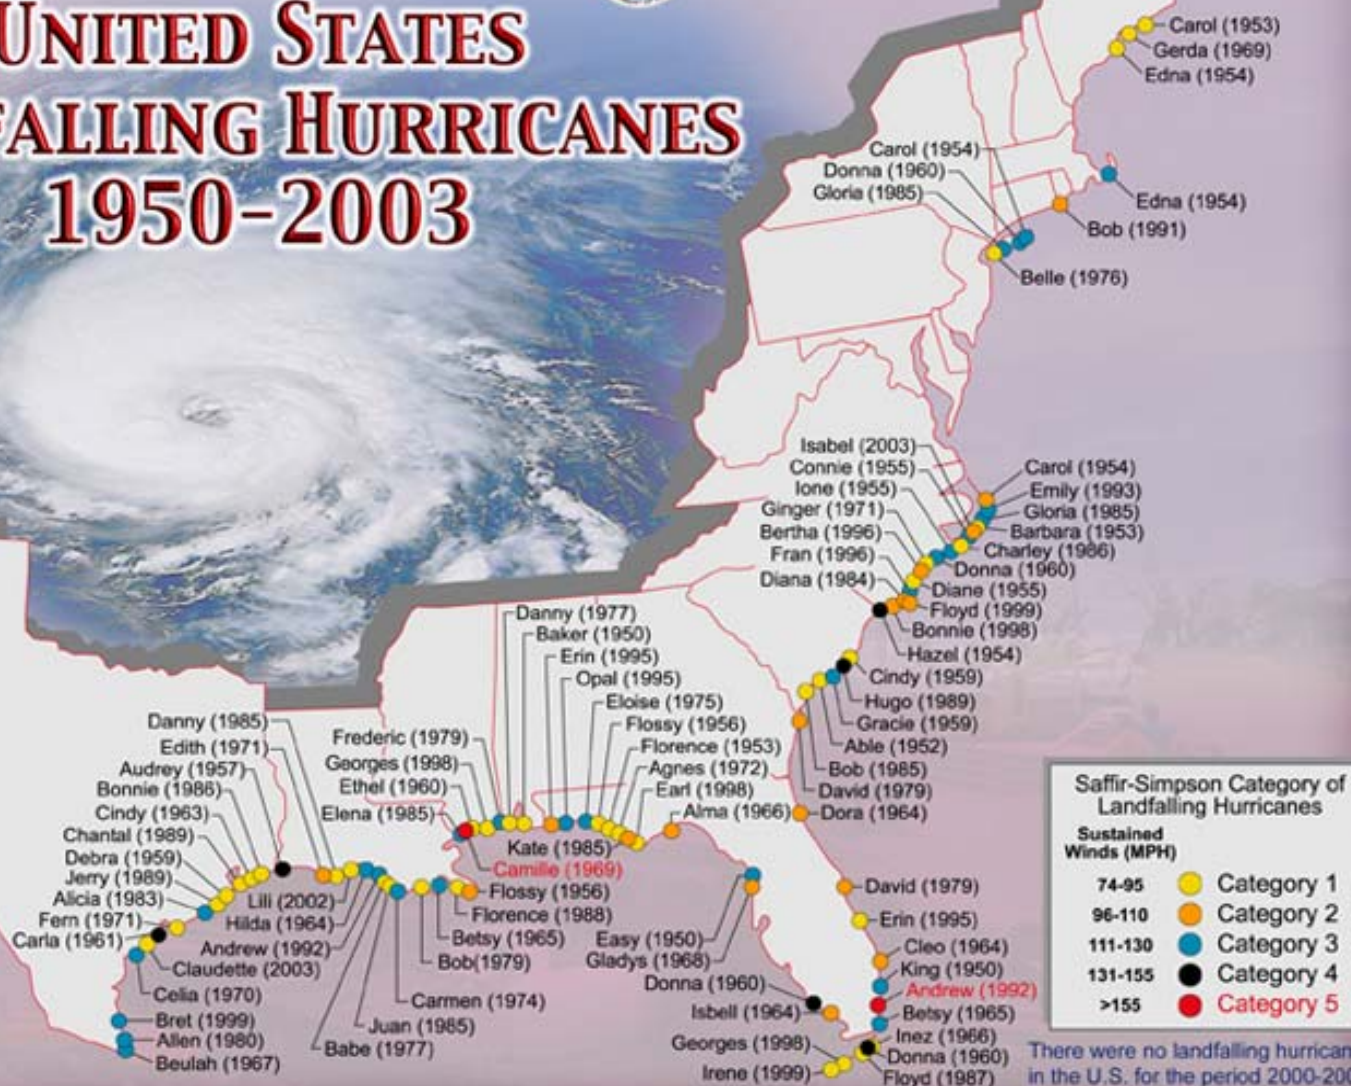 UNITED STATES
FALLING HURRICANES
1950-2003
Carol (1953)
Gerda (1969)
Edna (1954)
Carol (1954)
Donna (1960)
Gloria (1985)
Edna (1954)
Bob (1991)
Belle (1976)
Isabel (2003)
Connie (1955)
Ione (1955)
Ginger (1971)
Bertha (1996)
Fran (1996)
Diana (1984)
Carol (1954)
Emily (1993)
Gloria (1985)
Barbara (1953)
Charley (1986)
Donna (1960)
Diane (1955)
Floyd (1999)
Bonnie (1998)
Hazel (1954)
Cindy (1959)
Hugo (1989)
Gracie (1959)
Able (1952)
Bob (1985)
David (1979)
Dora (1964)
Danny (1977)
Baker (1950)
Erin (1995)
Opal (1995)
Eloise (1975)
Flossy (1956)
Florence (1953)
Agnes (1972)
Earl (1998)
Alma (1966)
Danny (1985)
Edith (1971)
Audrey (1957)
Bonnie (1986)
Cindy (1963)
Chantal (1989)
Debra (1959)
Jerry (1989)
Alicia (1983)
Fern (1971)
Carla (1961)
Frederic (1979)
Georges (1998)
Ethel (1960)
Elena (1985)
Kate (1985)
Camille (1969)
Lili (2002)
Hilda (1964)
Andrew (1992)
Flossy (1956)
Florence (1988)
Betsy (1965)
Bob(1979)
Carmen (1974)
Juan (1985)
Babe (1977)
Claudette (2003)
Celia (1970)
Bret (1999)
Allen (1980)
Beulah (1967)
Easy (1950)
Gladys (1968)
Donna (1960)
Isbell (1964)
Georges (1998)
Irene (1999)
David (1979)
Erin (1995)
Cleo (1964)
King (1950)
Andrew (1992)
Betsy (1965)
Inez (1966)
Donna (1960)
Floyd (1987)
Saffir-Simpson Category of
Landfalling Hurricanes
Sustained
Winds (MPH)
74-95 Category 1
96-110 Category 2
111-130 Category 3
131-155 Category 4
>155 Category 5
There were no landfalling
in the U.S. for the period